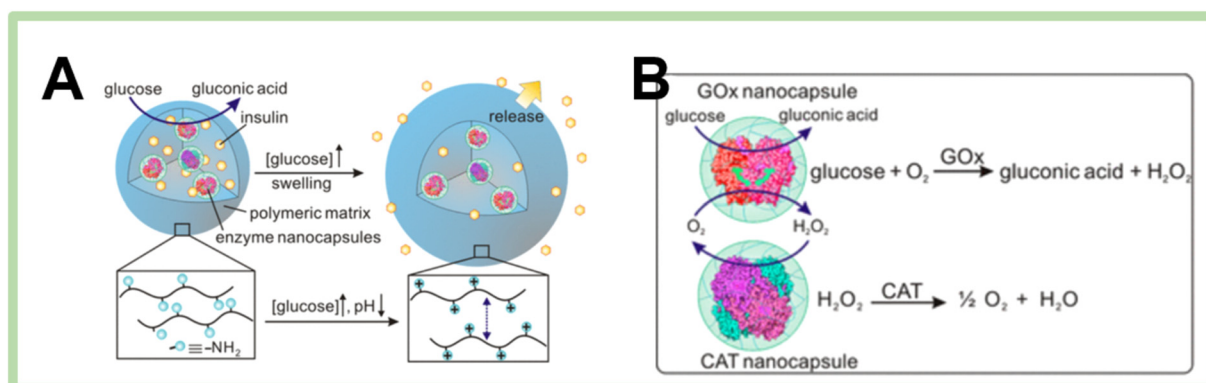 A
glucose
gluconic acid
insulin
[glucose]↑
swelling
polymeric matrix
enzyme nanocapsules
release
[glucose]↑, pH↓
≡–NH₂
+ + + +
+ + + +
B
GOx nanocapsule
glucose
gluconic acid
glucose + O₂ —GOx→ gluconic acid + H₂O₂
O₂
H₂O₂
H₂O₂ —CAT→ ½ O₂ + H₂O
CAT nanocapsule